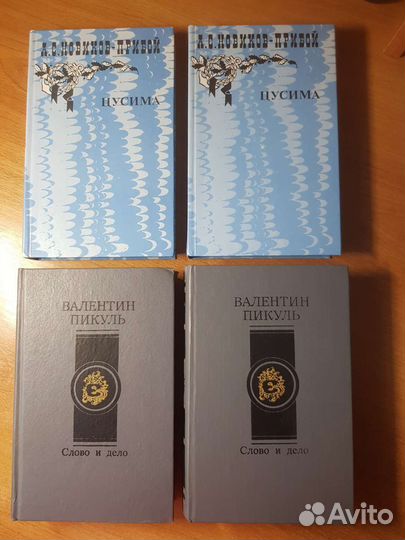 А.С.НОВИКОВ-ПРИБОЙ
ЦУСИМА
А.С.НОВИКОВ-ПРИБОЙ
ЦУСИМА
ВАЛЕНТИН
ПИКУЛЬ
Слово и дело
ВАЛЕНТИН
ПИКУЛЬ
Слово и дело
Avito